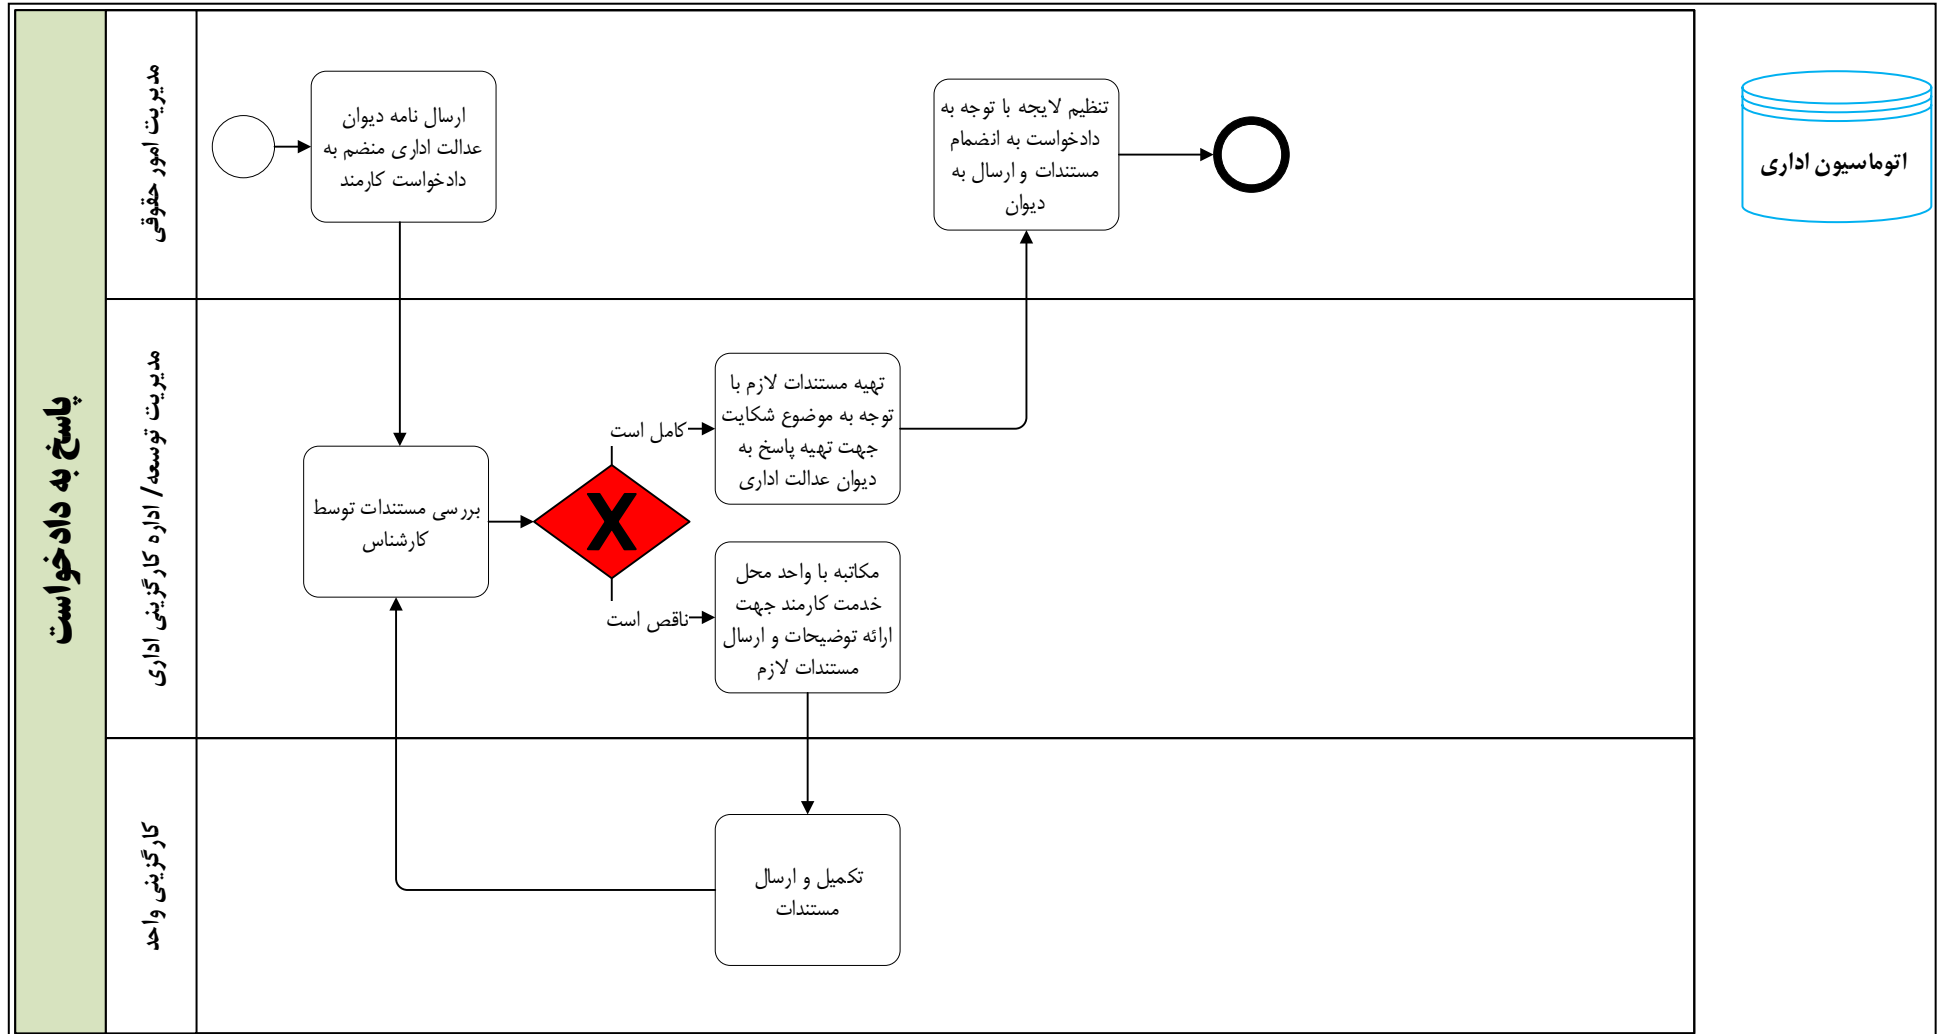 پاسخ به دادخواست
مدیریت امور حقوقی
ارسال نامه دیوان
عدالت اداری منضم به
دادخواست کارمند
تنظیم لایحه با توجه به
دادخواست به انضمام
مستندات و ارسال به
دیوان
اتوماسیون اداری
مدیریت توسعه/ اداره کارگزینی اداری
بررسی مستندات توسط
کارشناس
X
کامل است
تهیه مستندات لازم با
توجه به موضوع شکایت
جهت تهیه پاسخ به
دیوان عدالت اداری
ناقص است
مکاتبه با واحد محل
خدمت کارمند جهت
ارائه توضیحات و ارسال
مستندات لازم
کارگزینی واحد
تکمیل و ارسال
مستندات